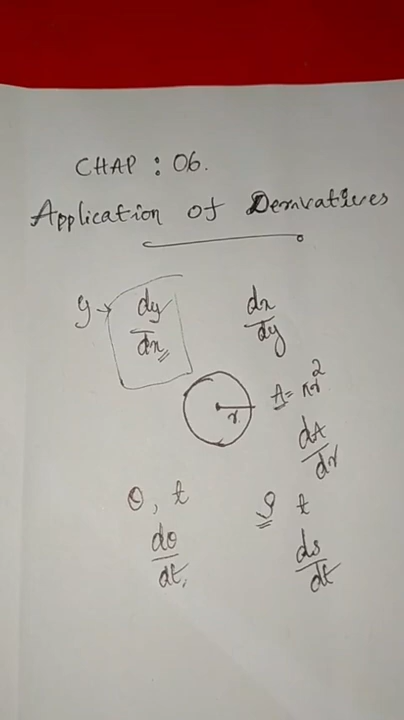 CHAP : 06.
Application of Derivatives
y → dy/dx dx/dy
r A = πr²
dA/dr
θ, t s t
dθ/dt, ds/dt